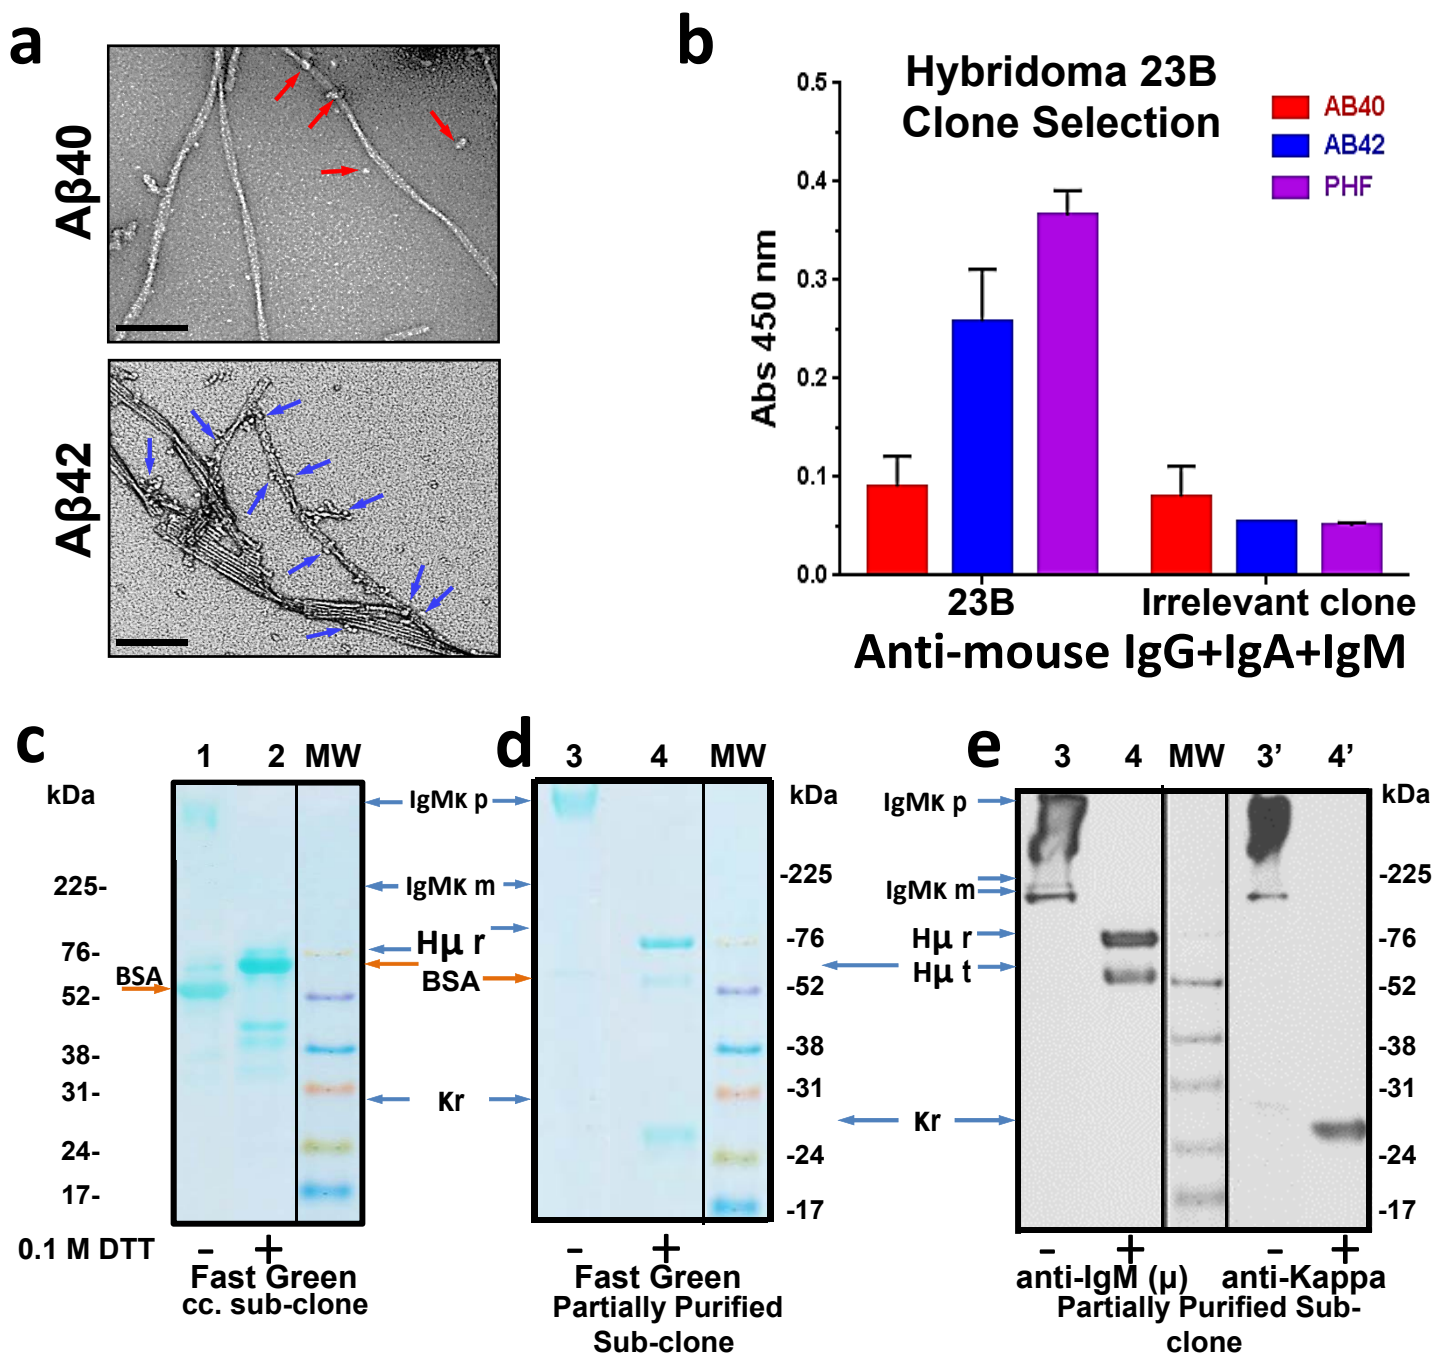 a
Aβ40
Aβ42
b
Hybridoma 23B
Clone Selection
AB40
AB42
PHF
Abs 450 nm
0.5
0.4
0.3
0.2
0.1
0.0
23B
Irrelevant clone
Anti-mouse IgG+IgA+IgM
c
1 2 MW
kDa
225-
76-
BSA
52-
38-
31-
24-
17-
0.1 M DTT - +
Fast Green
cc. sub-clone
IgMκ p
IgMκ m
Hμ r
BSA
Kr
d
3 4 MW
kDa
-225
-76
-52
-38
-31
-24
-17
- +
Fast Green
Partially Purified
Sub-clone
e
3 4 MW 3’ 4’
IgMκ p
IgMκ m
Hμ r
Hμ t
Kr
kDa
-225
-76
-52
-38
-31
-24
-17
- + - +
anti-IgM (μ) anti-Kappa
Partially Purified Sub-
clone